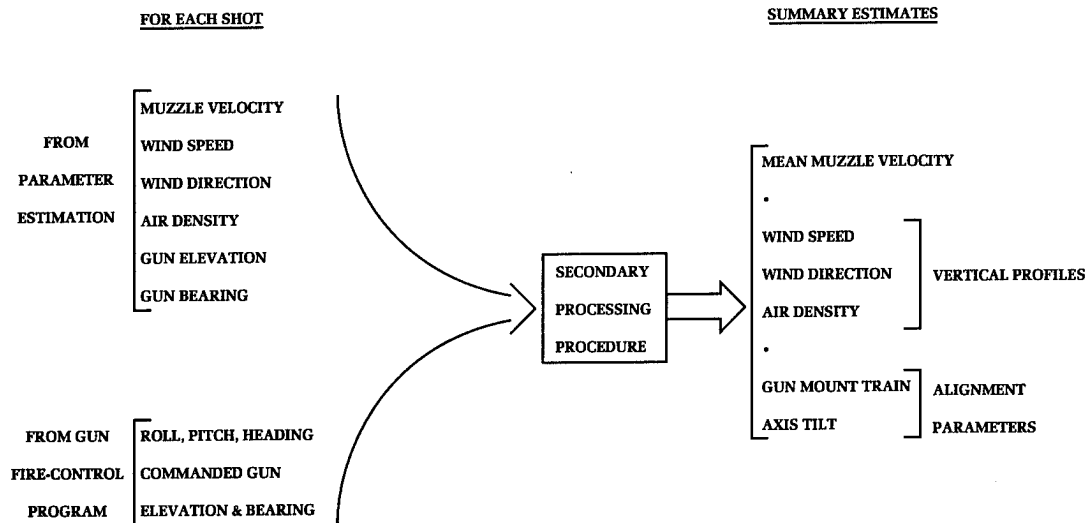 FOR EACH SHOT
SUMMARY ESTIMATES
FROM
PARAMETER
ESTIMATION
MUZZLE VELOCITY
WIND SPEED
WIND DIRECTION
AIR DENSITY
GUN ELEVATION
GUN BEARING
FROM GUN
FIRE-CONTROL
PROGRAM
ROLL, PITCH, HEADING
COMMANDED GUN
ELEVATION & BEARING
SECONDARY
PROCESSING
PROCEDURE
MEAN MUZZLE VELOCITY
•
WIND SPEED
WIND DIRECTION
AIR DENSITY
VERTICAL PROFILES
•
GUN MOUNT TRAIN
AXIS TILT
ALIGNMENT
PARAMETERS